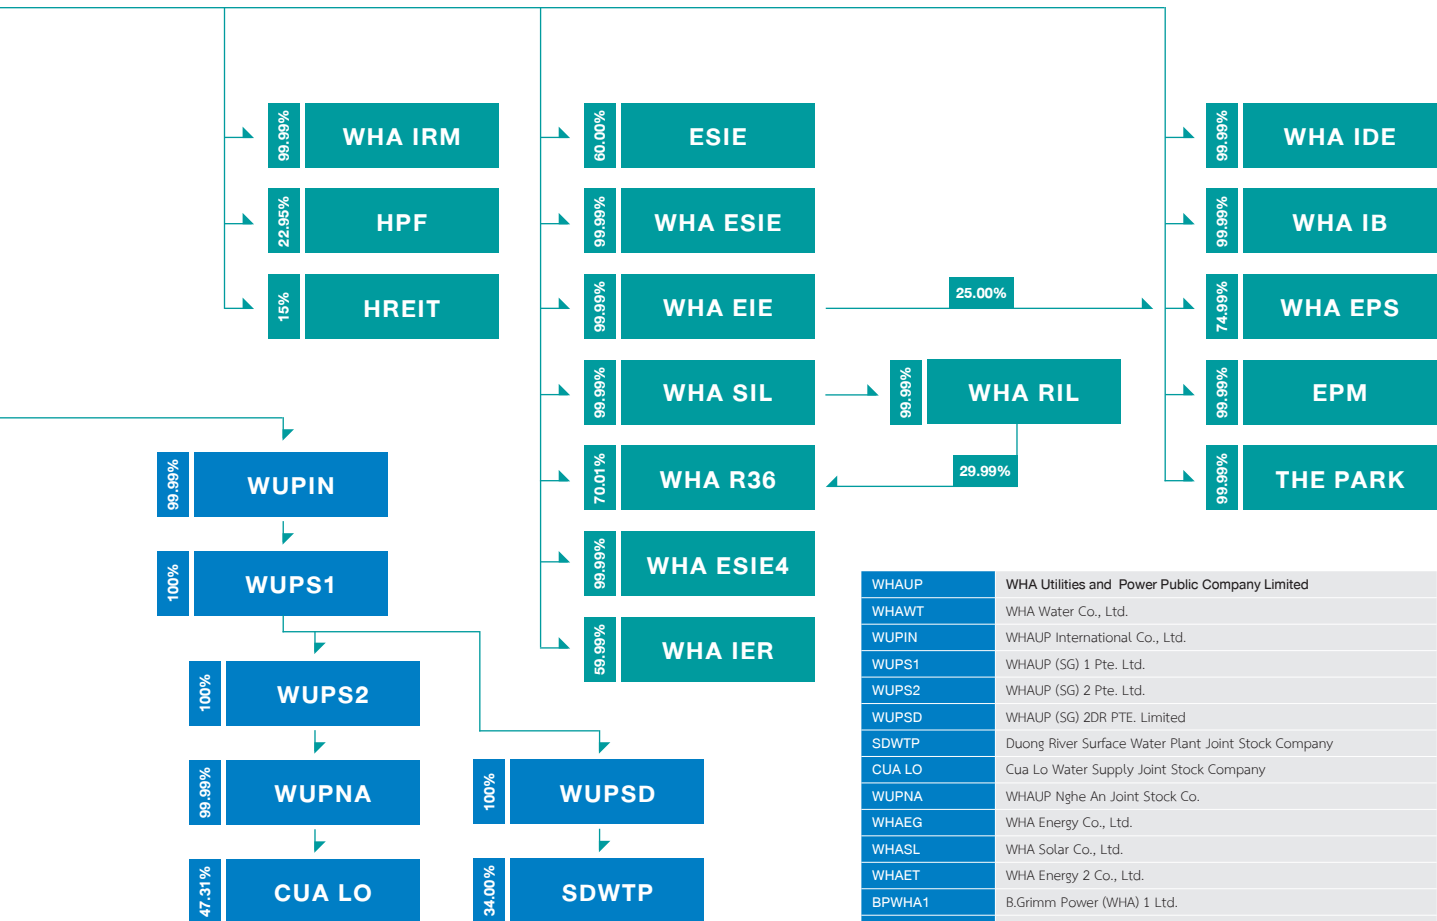 99.99% WHA IRM
22.95% HPF
15% HREIT
60.00% ESIE
99.99% WHA ESIE
99.99% WHA EIE
25.00%
99.99% WHA SIL
99.99% WHA RIL
70.01% WHA R36
29.99%
99.99% WHA ESIE4
59.99% WHA IER
99.99% WHA IDE
99.99% WHA IB
74.99% WHA EPS
99.99% EPM
99.99% THE PARK
99.99% WUPIN
100% WUPS1
100% WUPS2
99.99% WUPNA
47.31% CUA LO
100% WUPSD
34.00% SDWTP
WHAUP WHA Utilities and Power Public Company Limited
WHAWT WHA Water Co., Ltd.
WUPIN WHAUP International Co., Ltd.
WUPS1 WHAUP (SG) 1 Pte. Ltd.
WUPS2 WHAUP (SG) 2 Pte. Ltd.
WUPSD WHAUP (SG) 2DR PTE. Limited
SDWTP Duong River Surface Water Plant Joint Stock Company
CUA LO Cua Lo Water Supply Joint Stock Company
WUPNA WHAUP Nghe An Joint Stock Co.
WHAEG WHA Energy Co., Ltd.
WHASL WHA Solar Co., Ltd.
WHAET WHA Energy 2 Co., Ltd.
BPWHA1 B.Grimm Power (WHA) 1 Ltd.